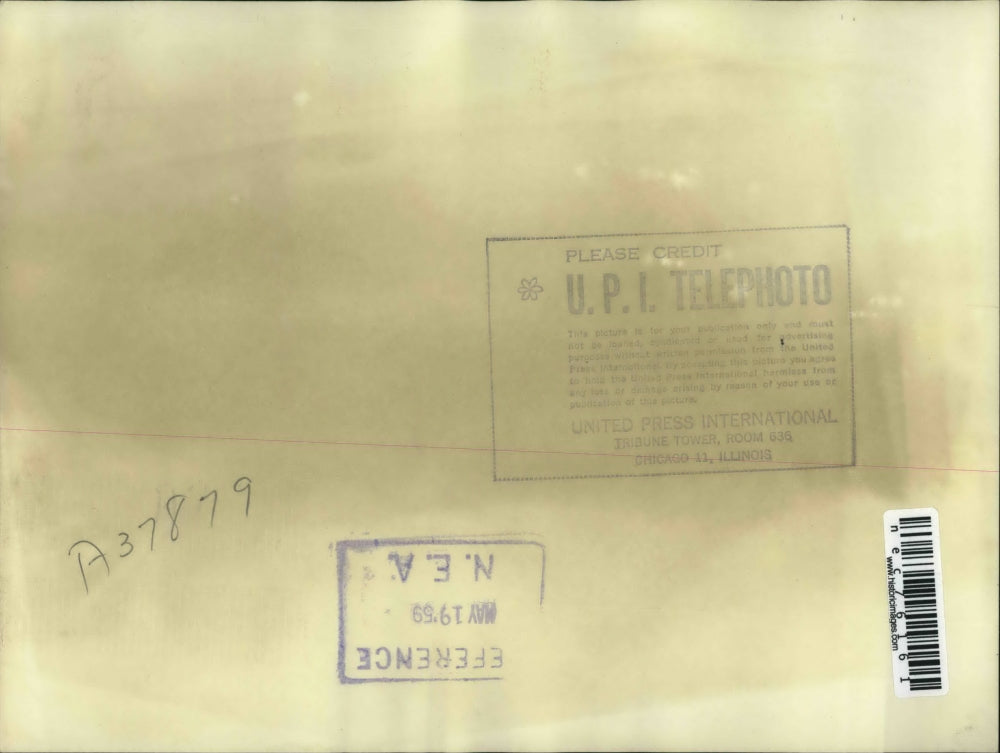 PLEASE CREDIT
U. P. I. TELEPHOTO
This picture is for your publication only and must
not be loaned, syndicated or used for advertising
purposes without written permission from the United
Press International. By accepting this picture you agree
to hold the United Press International harmless from
any loss or damage arising by reason of your use or
publication of this picture.
UNITED PRESS INTERNATIONAL
TRIBUNE TOWER, ROOM 636
CHICAGO 11, ILLINOIS
A37879
EFERENCE
MAY 19 '59
N. E. A.
nec76161
www.historicimages.com